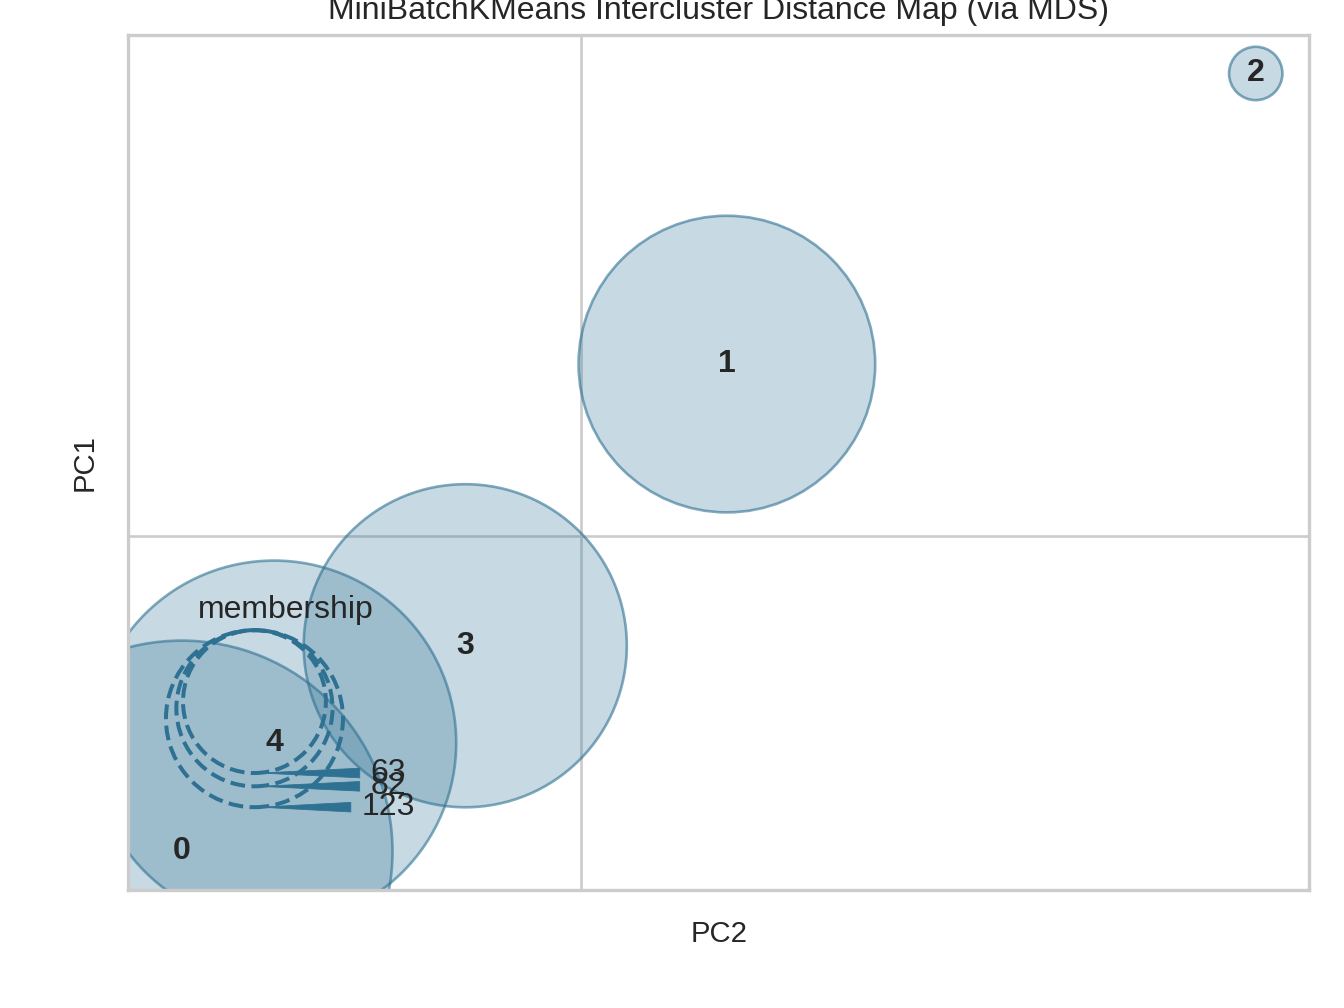 MiniBatchKMeans Intercluster Distance Map (via MDS)
2
1
PC1
membership
3
4
63
82
123
0
PC2